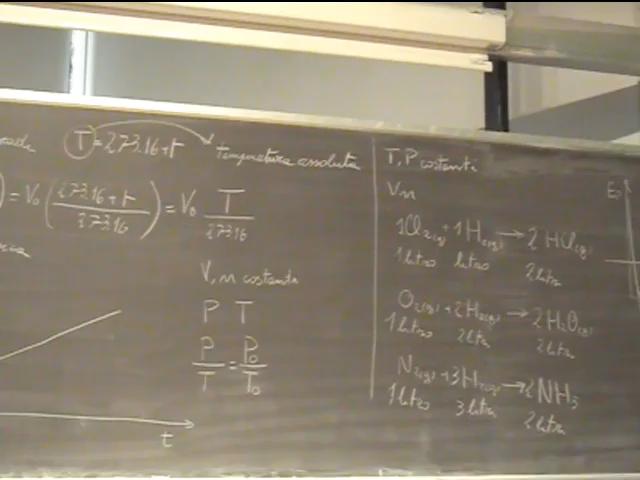 T = 273.16 + t temperatura assoluta
= V₀ ( (273.16 + t) / 273.16 ) = V₀ T / 273.16
V, n costanti
P T
P/T = P₀/T₀
t
T, P costanti
V n
1Cl₂(g) + 1H₂(g) → 2HCl(g)
1 litro 1 litro 2 litri
O₂(g) + 2H₂(g) → 2H₂O(g)
1 litro 2 litri 2 litri
N₂(g) + 3H₂(g) → 2NH₃
1 litro 3 litri 2 litri